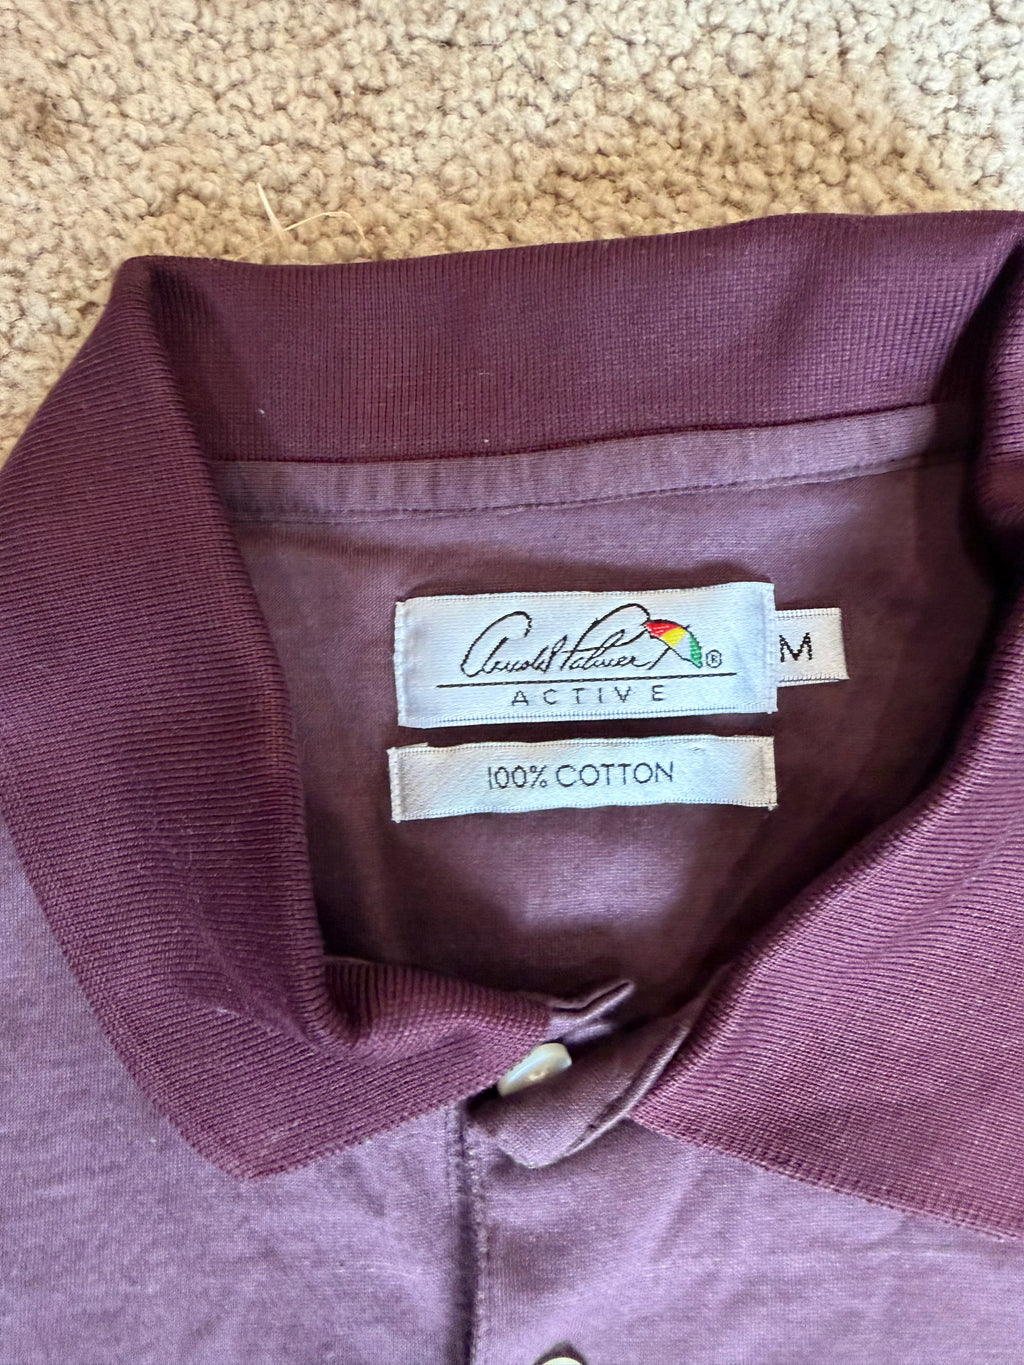 Arnold Palmer ®
ACTIVE
M
100% COTTON